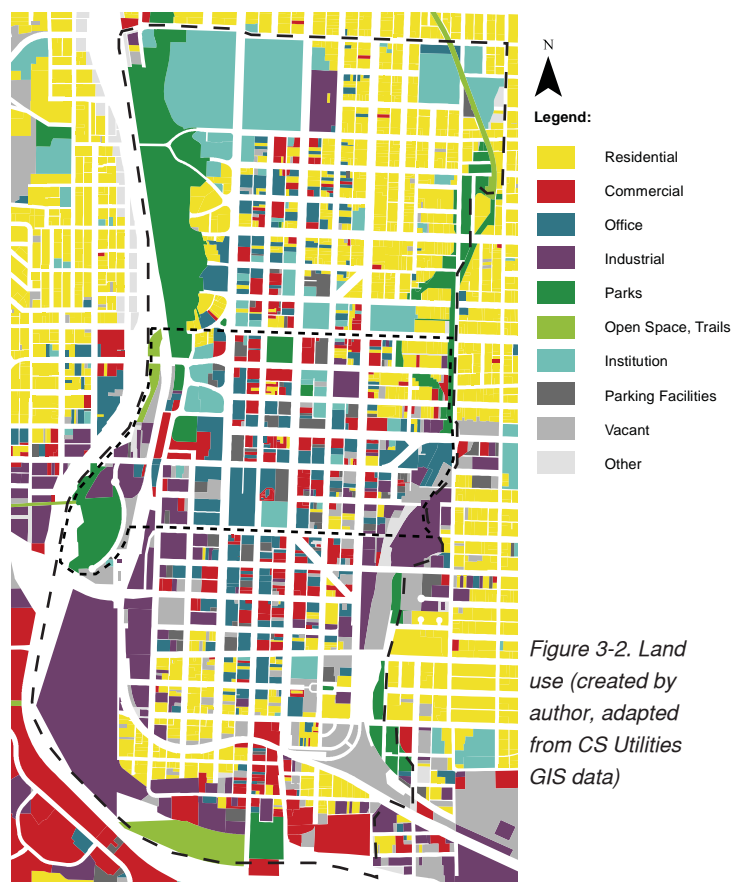 N
Legend:
Residential
Commercial
Office
Industrial
Parks
Open Space, Trails
Institution
Parking Facilities
Vacant
Other
Figure 3-2. Land
use (created by
author, adapted
from CS Utilities
GIS data)